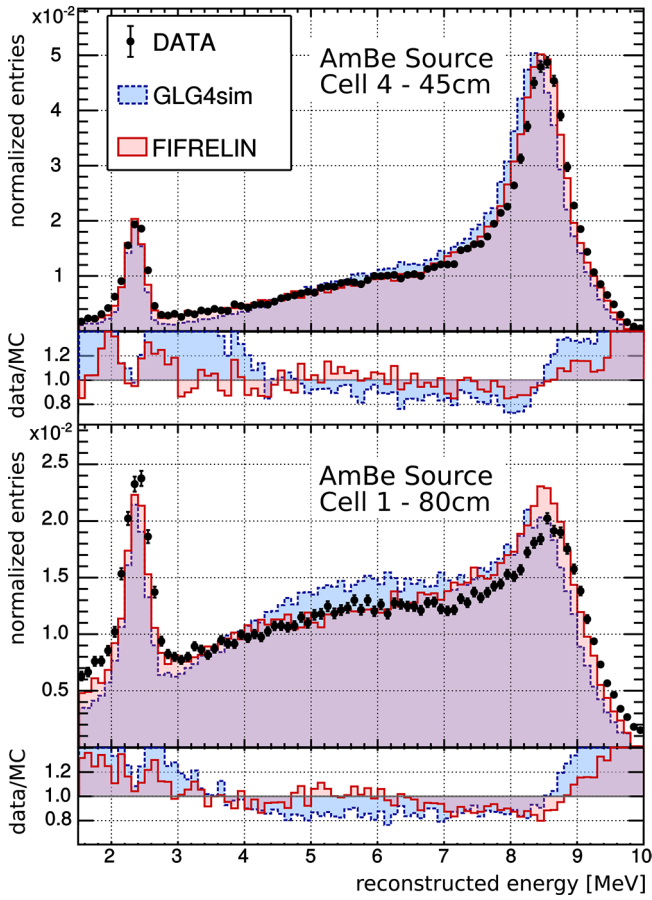 x10⁻²
DATA
GLG4sim
FIFRELIN
AmBe Source
Cell 4 - 45cm
normalized entries
5
4
3
2
1
data/MC
1.2
1.0
0.8
x10⁻²
AmBe Source
Cell 1 - 80cm
normalized entries
2.5
2.0
1.5
1.0
0.5
data/MC
1.2
1.0
0.8
2 3 4 5 6 7 8 9 10
reconstructed energy [MeV]